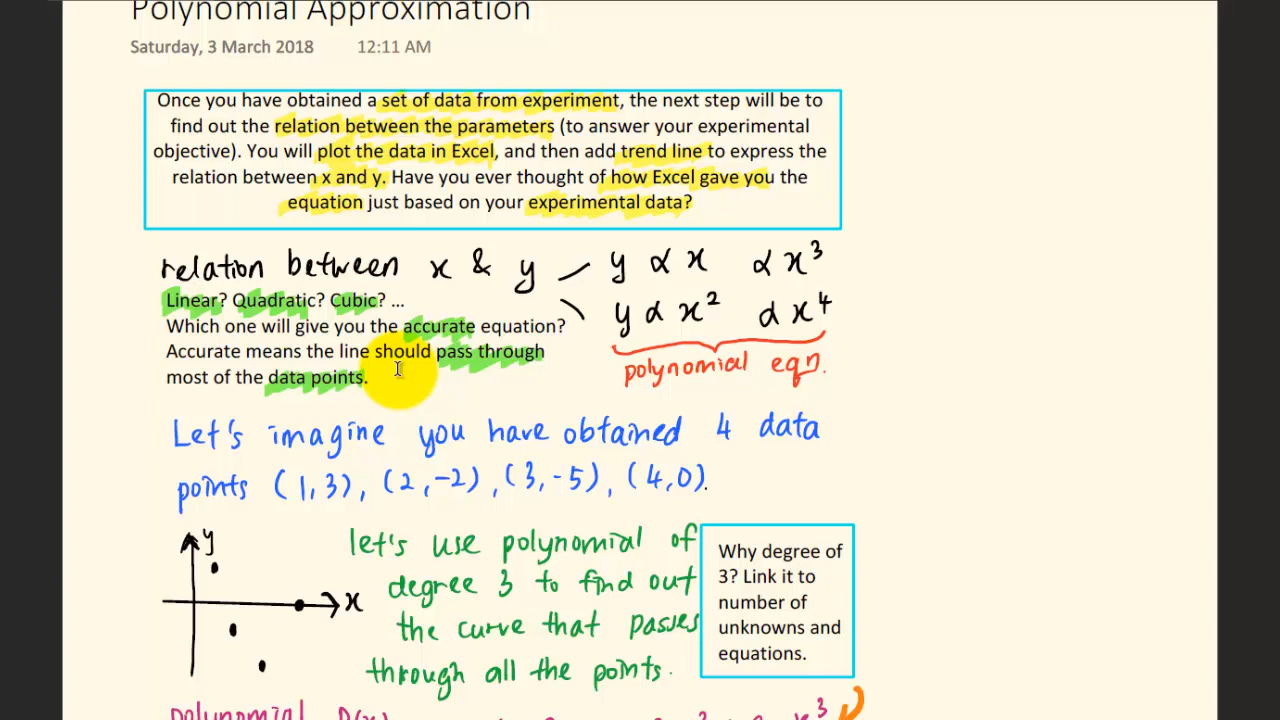 Polynomial Approximation
Saturday, 3 March 2018 12:11 AM
Once you have obtained a set of data from experiment, the next step will be to
find out the relation between the parameters (to answer your experimental
objective). You will plot the data in Excel, and then add trend line to express the
relation between x and y. Have you ever thought of how Excel gave you the
equation just based on your experimental data?
relation between x & y — y ∝ x ∝ x³
Linear? Quadratic? Cubic? ...
y ∝ x² ∝ x⁴
Which one will give you the accurate equation?
Accurate means the line should pass through
polynomial eqn.
most of the data points.
Let's imagine you have obtained 4 data
points (1,3), (2,-2), (3,-5), (4,0).
y
x
let's use polynomial of
degree 3 to find out
the curve that passes
through all the points.
Why degree of
3? Link it to
number of
unknowns and
equations.
polynomial